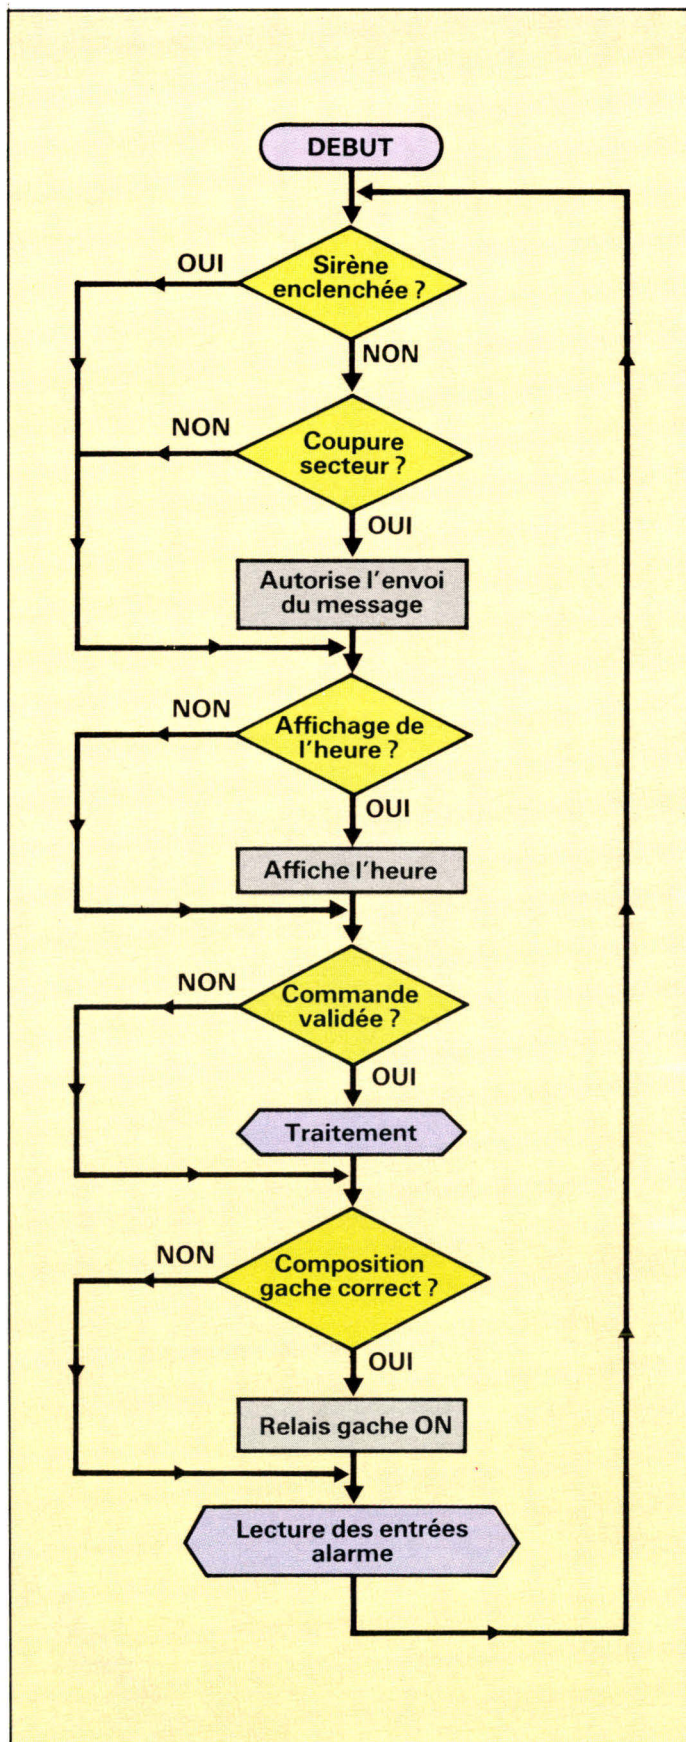 DEBUT
Sirène
enclenchée ?
OUI
NON
Coupure
secteur ?
NON
OUI
Autorise l'envoi
du message
Affichage de
l'heure ?
NON
OUI
Affiche l'heure
Commande
validée ?
NON
OUI
Traitement
Composition
gache correct ?
NON
OUI
Relais gache ON
Lecture des entrées
alarme